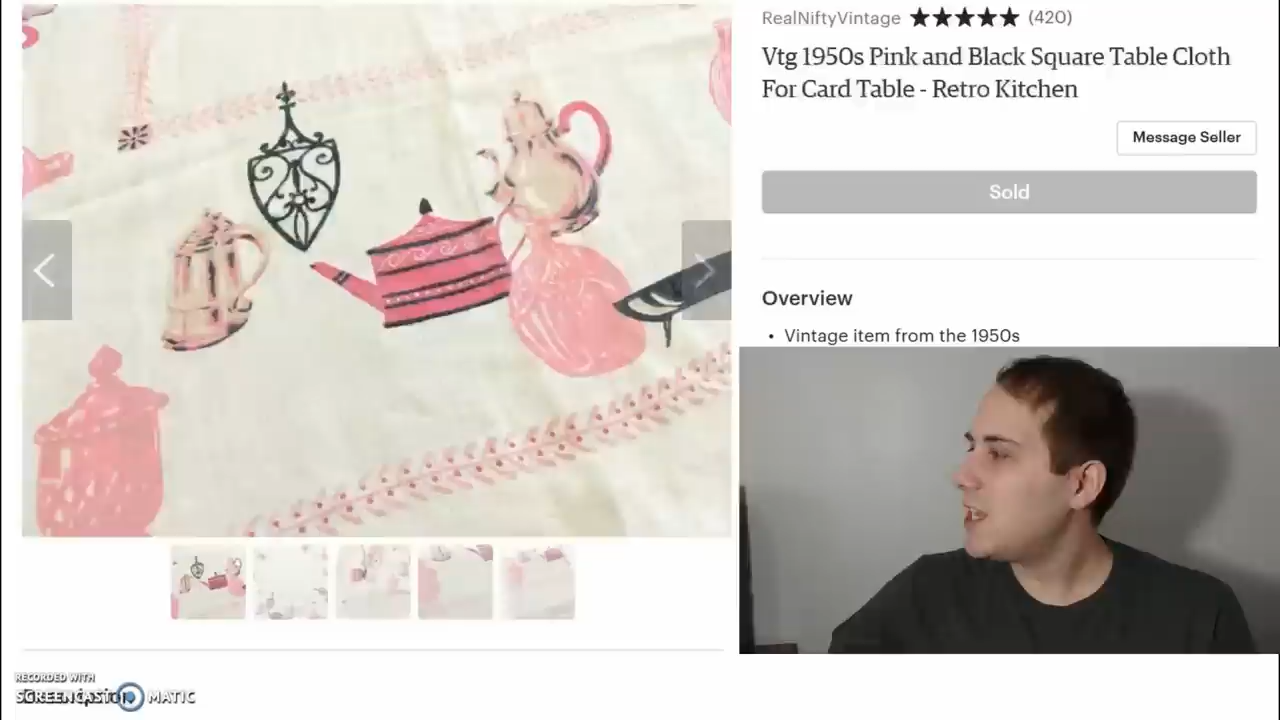 RealNiftyVintage ★★★★★ (420)
Vtg 1950s Pink and Black Square Table Cloth
For Card Table - Retro Kitchen
Message Seller
Sold
Overview
• Vintage item from the 1950s
RECORDED WITH
SCREENCAST MATIC